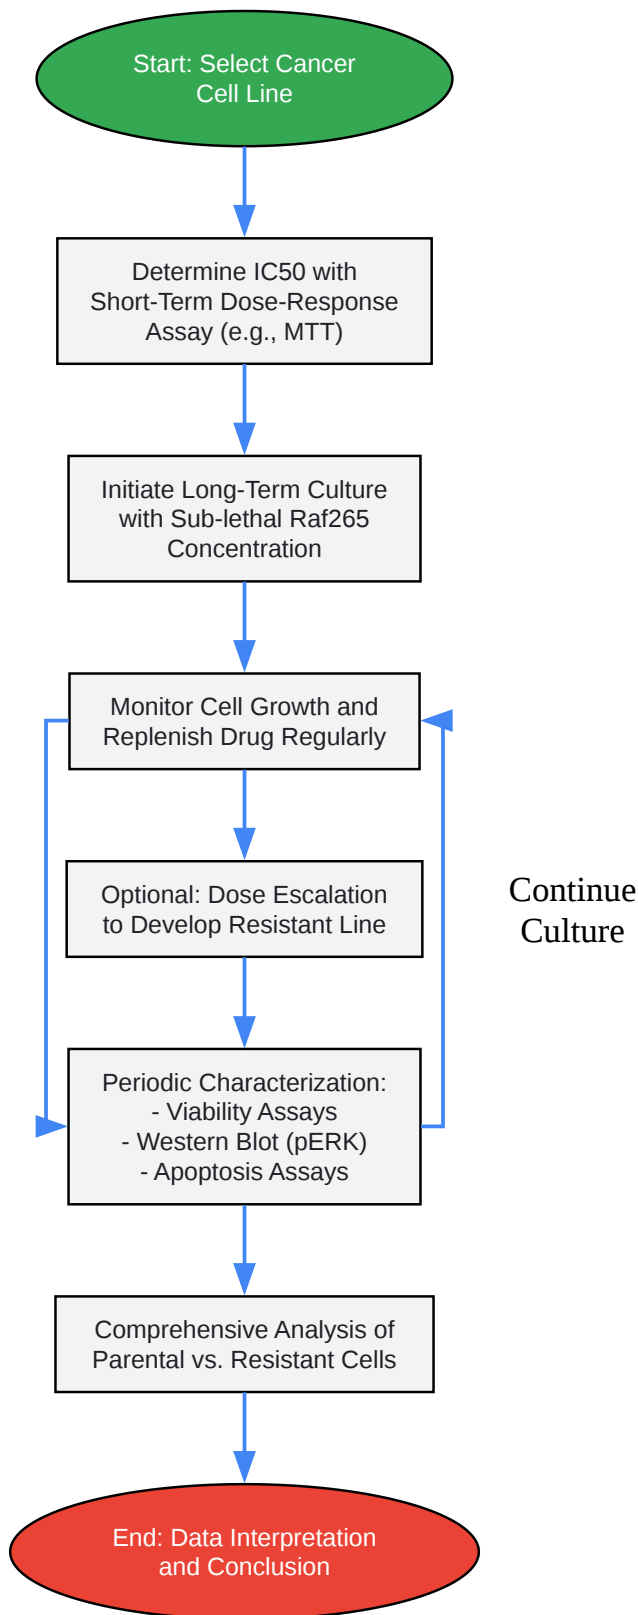 Start: Select Cancer
Cell Line
Determine IC50 with
Short-Term Dose-Response
Assay (e.g., MTT)
Initiate Long-Term Culture
with Sub-lethal Raf265
Concentration
Monitor Cell Growth and
Replenish Drug Regularly
Optional: Dose Escalation
to Develop Resistant Line
Continue
Culture
Periodic Characterization:
- Viability Assays
- Western Blot (pERK)
- Apoptosis Assays
Comprehensive Analysis of
Parental vs. Resistant Cells
End: Data Interpretation
and Conclusion